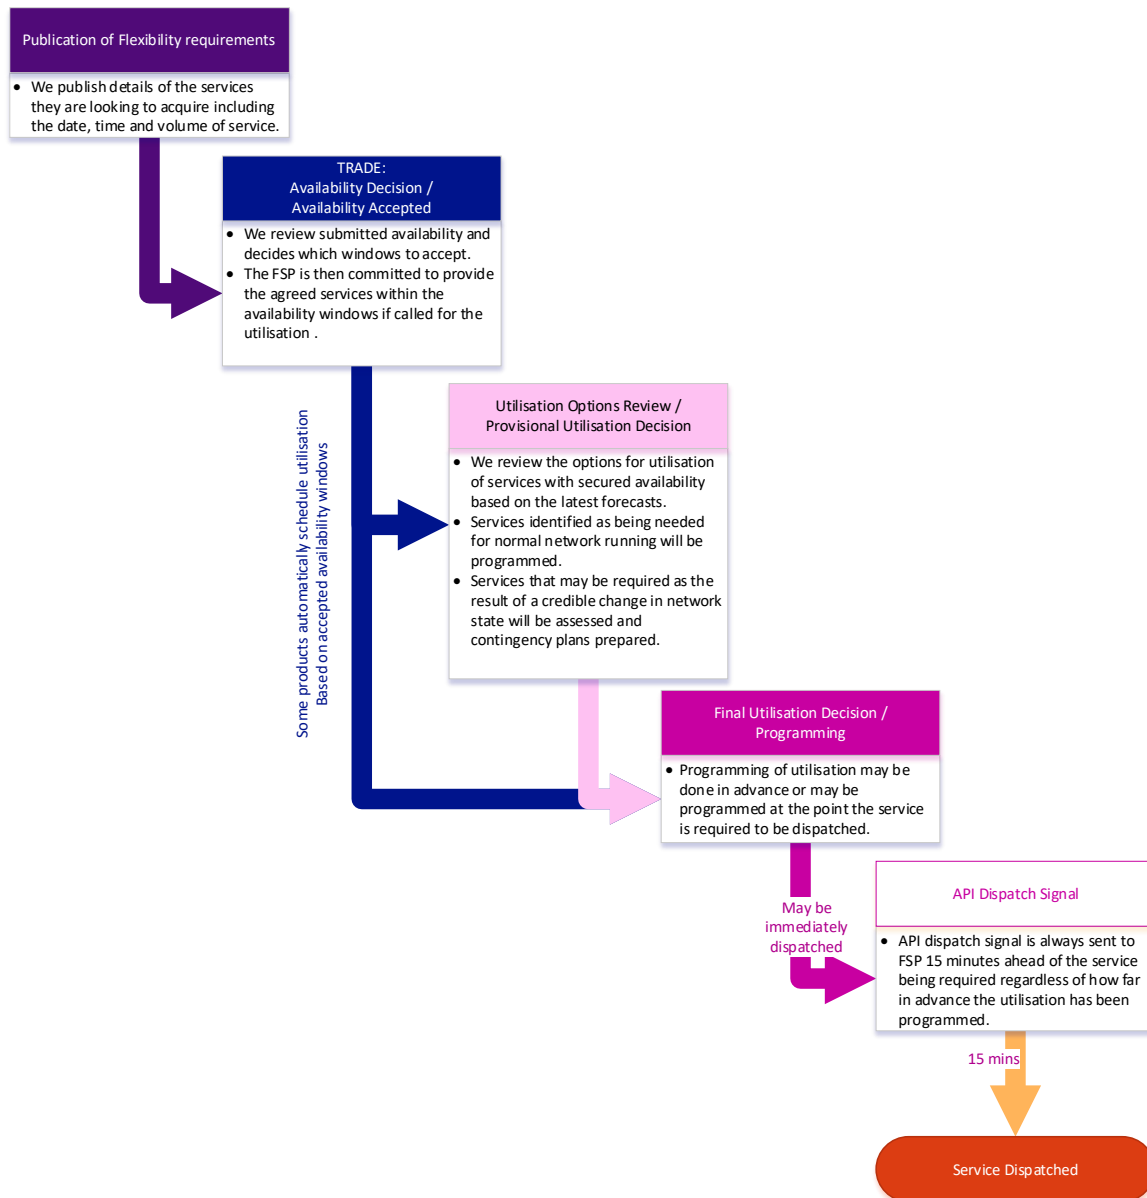 Publication of Flexibility requirements
• We publish details of the services
they are looking to acquire including
the date, time and volume of service.
TRADE:
Availability Decision /
Availability Accepted
• We review submitted availability and
decides which windows to accept.
• The FSP is then committed to provide
the agreed services within the
availability windows if called for the
utilisation .
Some products automatically schedule utilisation
Based on accepted availability windows
Utilisation Options Review /
Provisional Utilisation Decision
• We review the options for utilisation
of services with secured availability
based on the latest forecasts.
• Services identified as being needed
for normal network running will be
programmed.
• Services that may be required as the
result of a credible change in network
state will be assessed and
contingency plans prepared.
Final Utilisation Decision /
Programming
• Programming of utilisation may be
done in advance or may be
programmed at the point the service
is required to be dispatched.
May be
immediately
dispatched
API Dispatch Signal
• API dispatch signal is always sent to
FSP 15 minutes ahead of the service
being required regardless of how far
in advance the utilisation has been
programmed.
15 mins
Service Dispatched